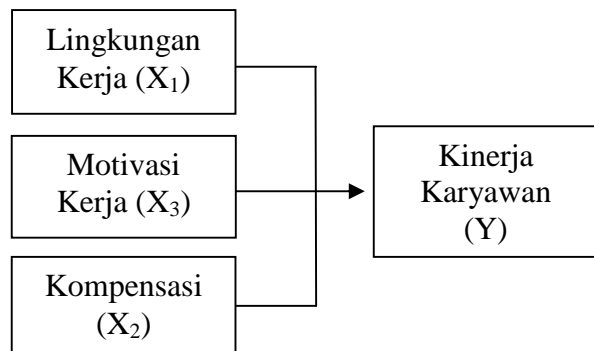 Lingkungan
Kerja (X₁)
Motivasi
Kerja (X₃)
Kompensasi
(X₂)
Kinerja
Karyawan
(Y)